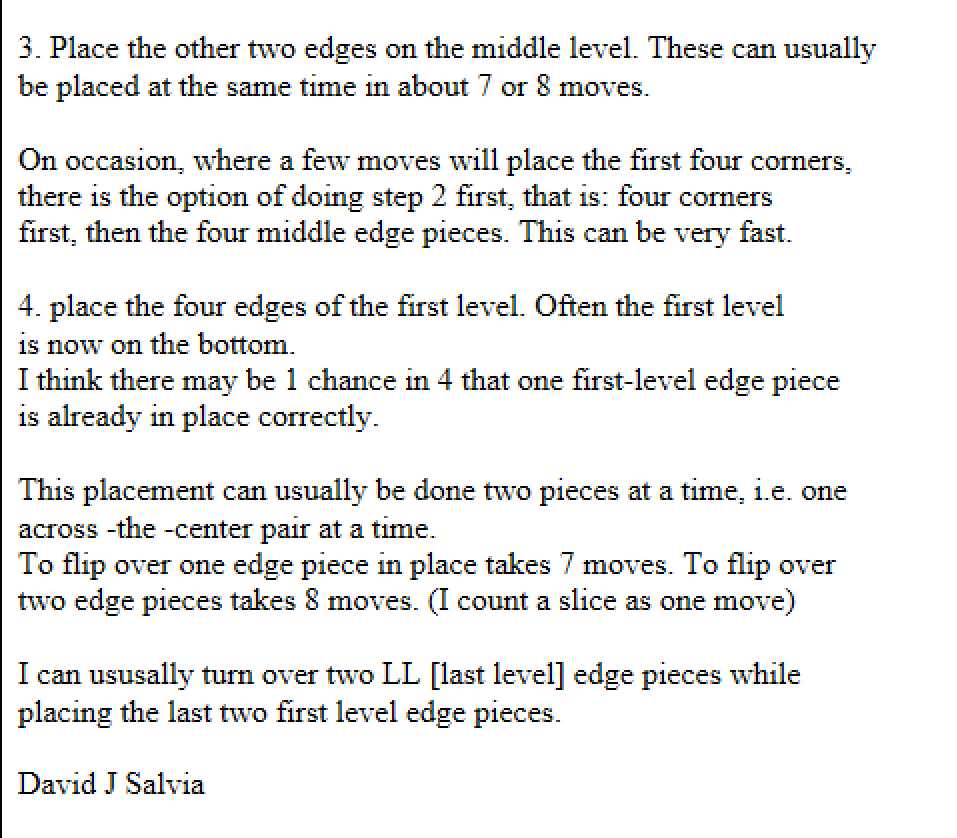 3. Place the other two edges on the middle level. These can usually
be placed at the same time in about 7 or 8 moves.
On occasion, where a few moves will place the first four corners,
there is the option of doing step 2 first, that is: four corners
first, then the four middle edge pieces. This can be very fast.
4. place the four edges of the first level. Often the first level
is now on the bottom.
I think there may be 1 chance in 4 that one first-level edge piece
is already in place correctly.
This placement can usually be done two pieces at a time, i.e. one
across -the -center pair at a time.
To flip over one edge piece in place takes 7 moves. To flip over
two edge pieces takes 8 moves. (I count a slice as one move)
I can ususally turn over two LL [last level] edge pieces while
placing the last two first level edge pieces.
David J Salvia